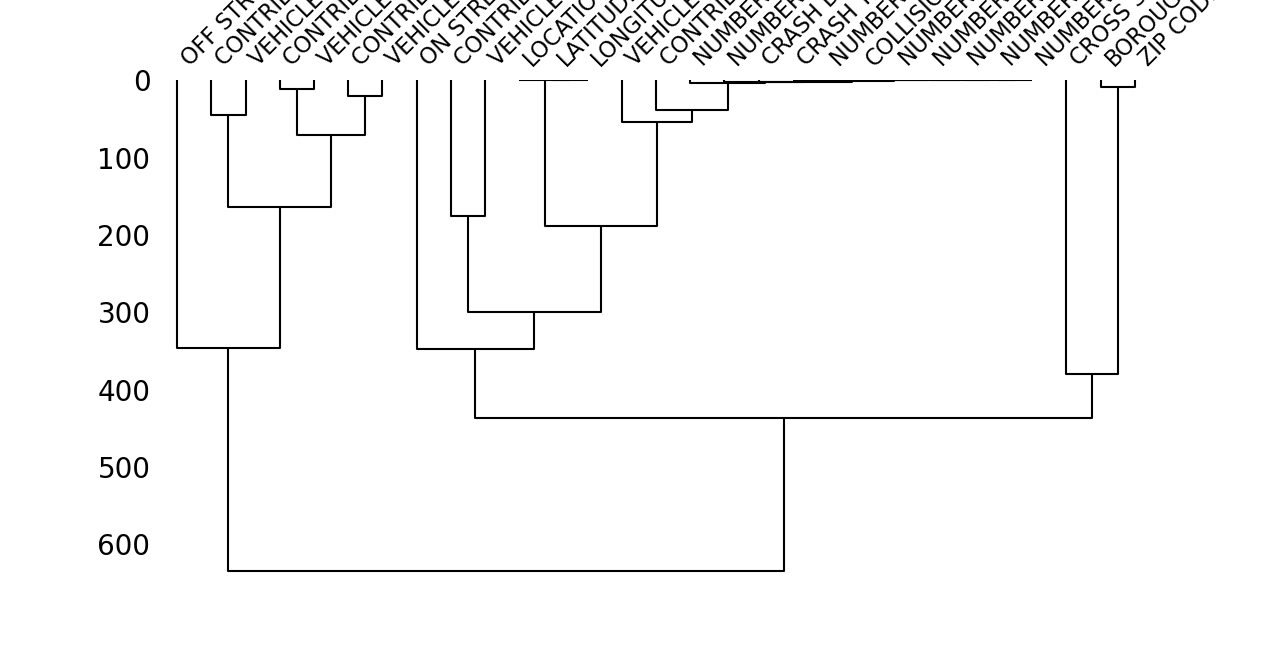 OFF STR
CONTRIB
VEHICLE
CONTRIB
VEHICLE
CONTRIB
VEHICLE
ON STRE
CONTRIB
VEHICLE
LOCATIO
LATITUD
LONGITU
VEHICLE
CONTRIB
NUMBER
NUMBER
CRASH
CRASH
NUMBER
COLLISIO
NUMBER
NUMBER
NUMBER
NUMBER
NUMBER
CROSS S
BOROUG
ZIP COD
0
100
200
300
400
500
600